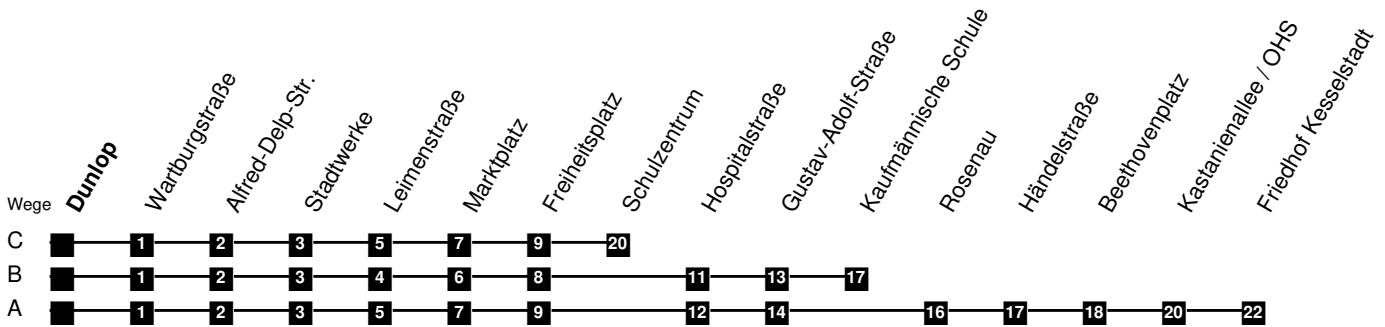 Dunlop
Wartburgstraße
Alfred-Delp-Str.
Stadtwerke
Leimenstraße
Marktplatz
Freiheitsplatz
Schulzentrum
Hospitalstraße
Gustav-Adolf-Straße
Kaufmännische Schule
Rosenau
Händelstraße
Beethovenplatz
Kastanienallee / OHS
Friedhof Kesselstadt
Wege
C 1 2 3 5 7 9 20
B 1 2 3 4 6 8 11 13 17
A 1 2 3 5 7 9 12 14 16 17 18 20 22